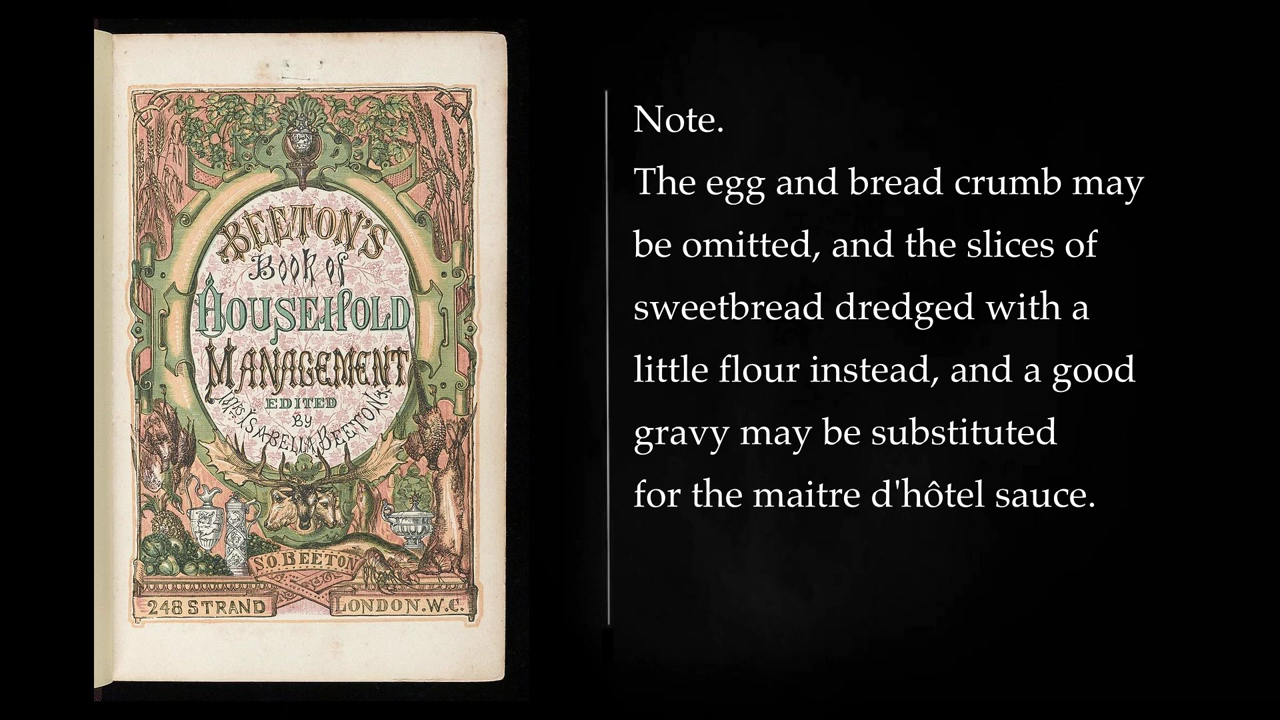 BEETON'S
Book of
HOUSEHOLD
MANAGEMENT
EDITED
By
MRS ISABELLA BEETON
S.O. BEETON
248 STRAND
LONDON. W.C.
Note.
The egg and bread crumb may
be omitted, and the slices of
sweetbread dredged with a
little flour instead, and a good
gravy may be substituted
for the maitre d'hôtel sauce.